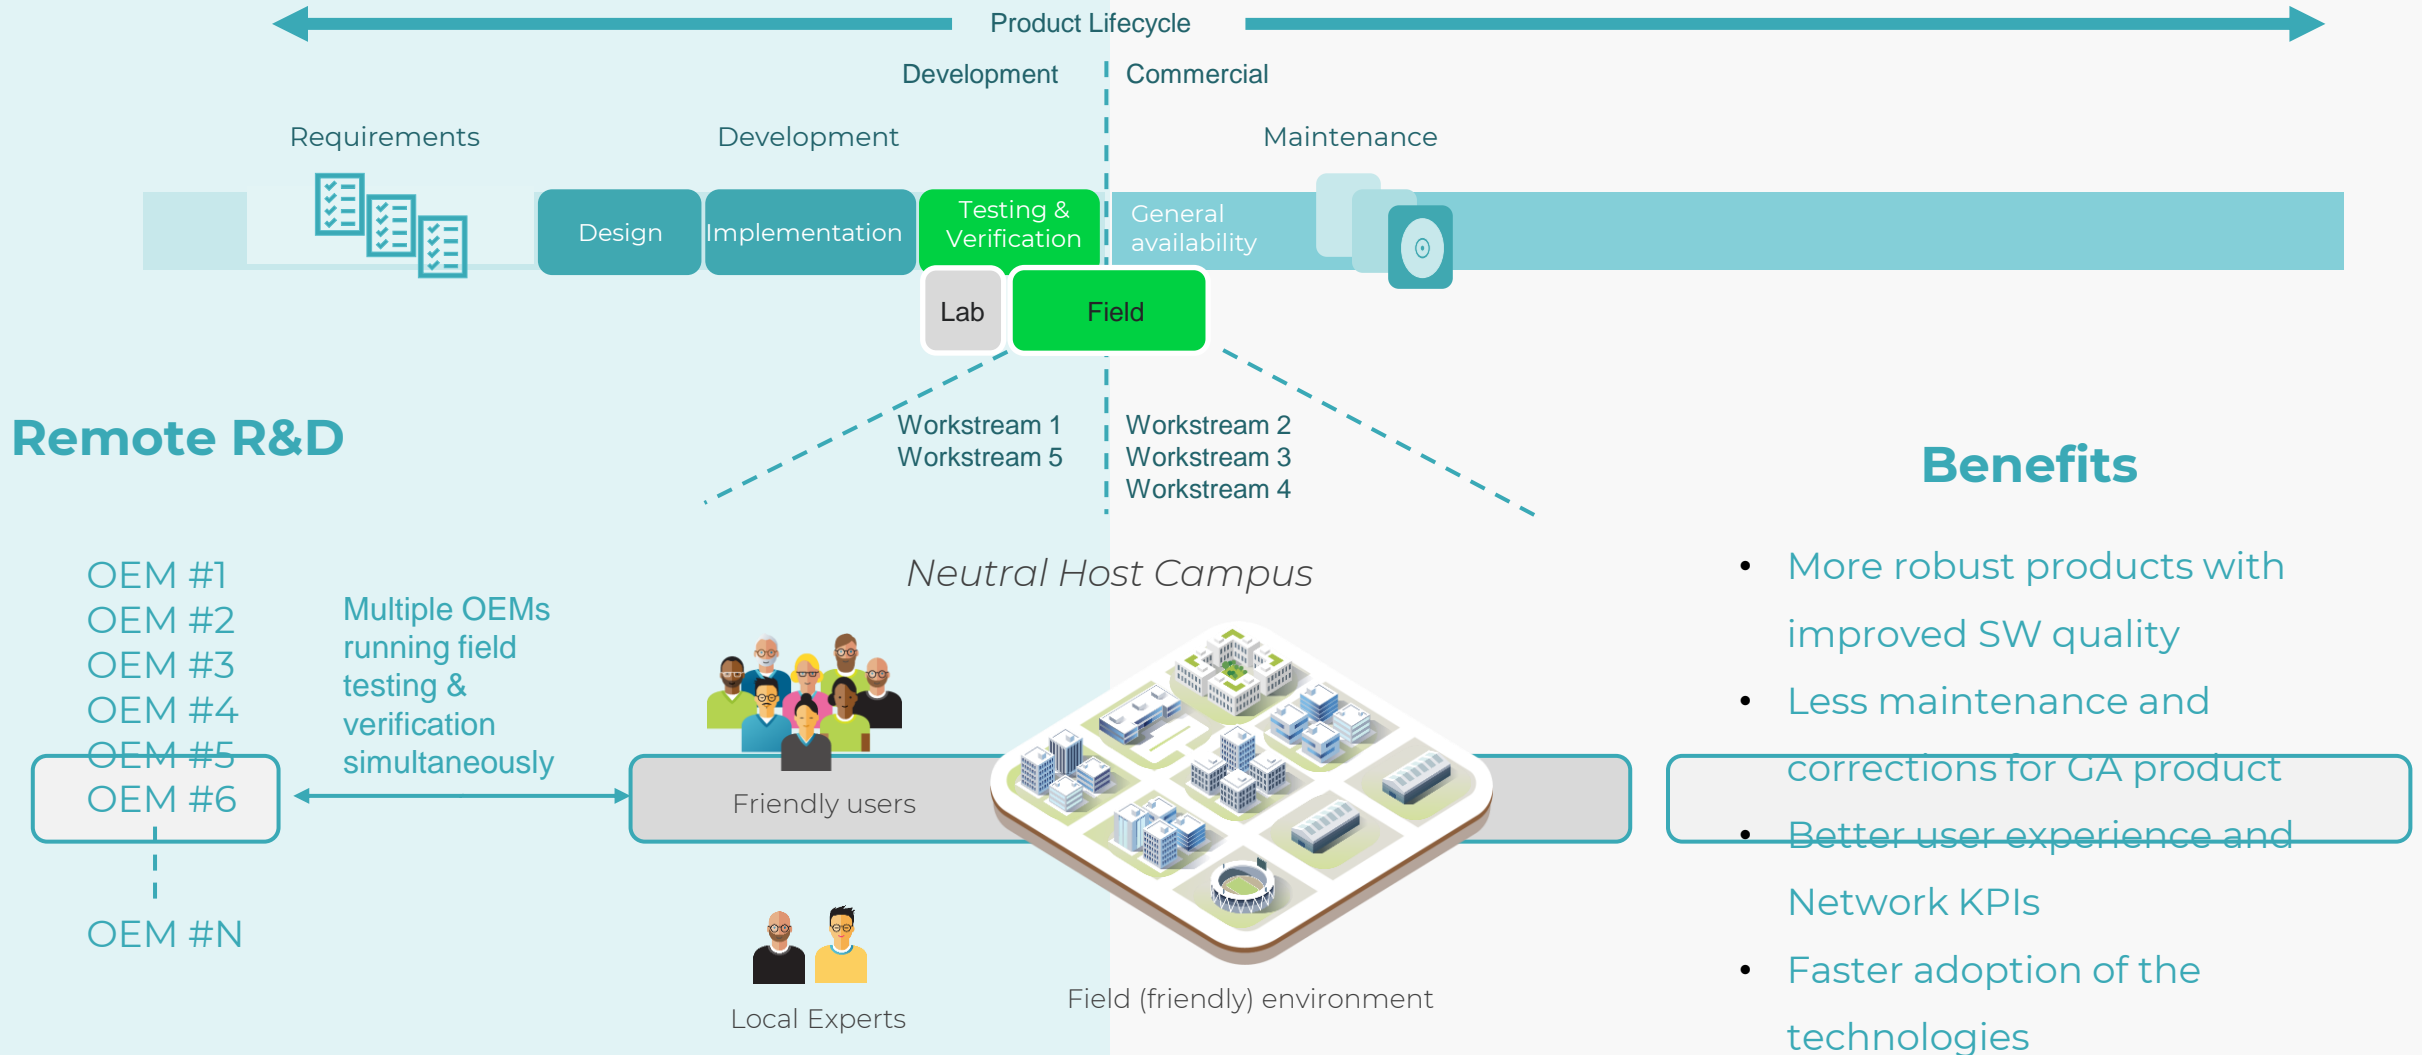 Product Lifecycle
Development
Commercial
Requirements
Development
Maintenance
Design
Implementation
Testing &
Verification
General
availability
Lab
Field
Remote R&D
Workstream 1
Workstream 5
Workstream 2
Workstream 3
Workstream 4
Benefits
OEM #1
OEM #2
OEM #3
OEM #4
OEM #5
OEM #6
OEM #N
Multiple OEMs
running field
testing &
verification
simultaneously
Neutral Host Campus
Friendly users
Local Experts
Field (friendly) environment
• More robust products with
improved SW quality
• Less maintenance and
corrections for GA product
• Better user experience and
Network KPIs
• Faster adoption of the
technologies